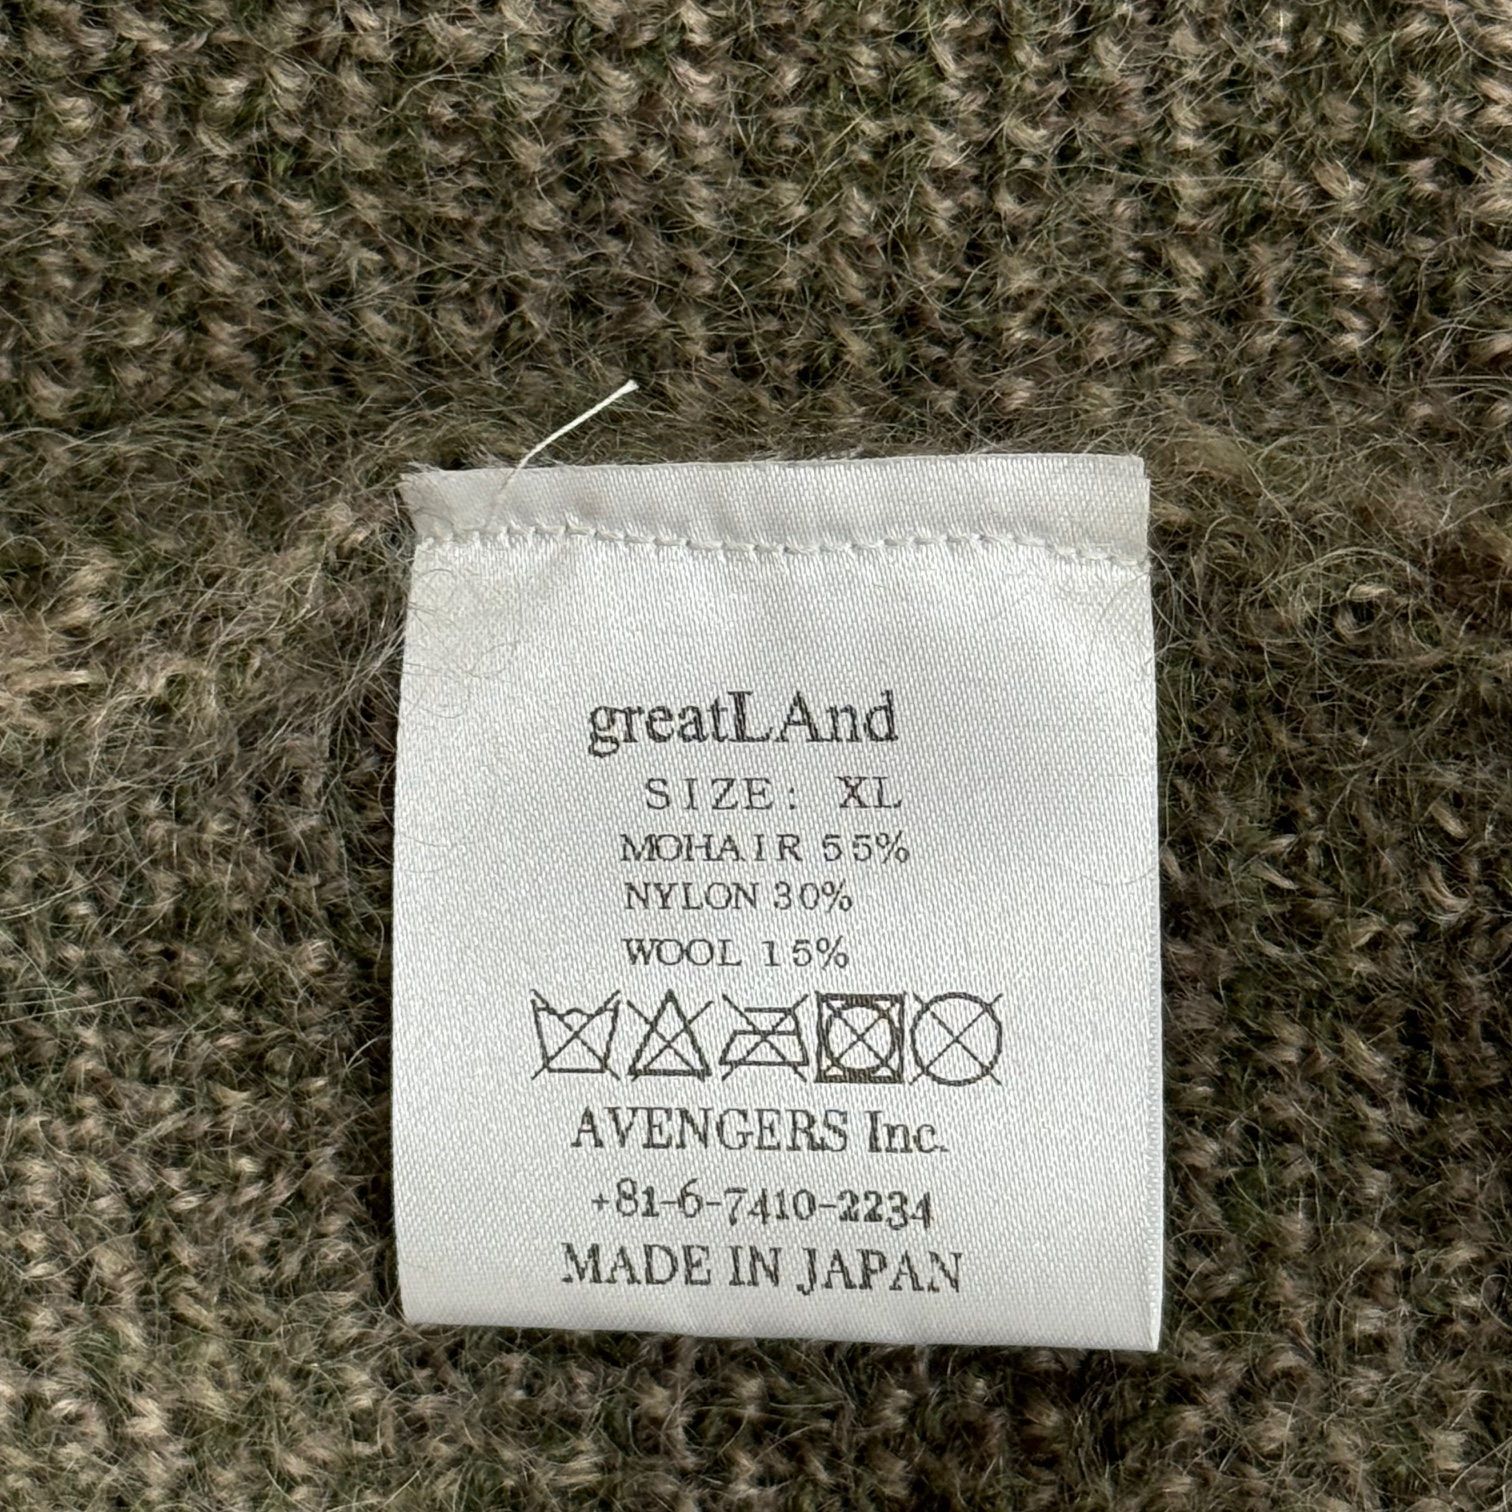 greatLAnd
SIZE: XL
MOHAIR 55%
NYLON 30%
WOOL 15%
AVENGERS Inc.
+81-6-7410-2234
MADE IN JAPAN